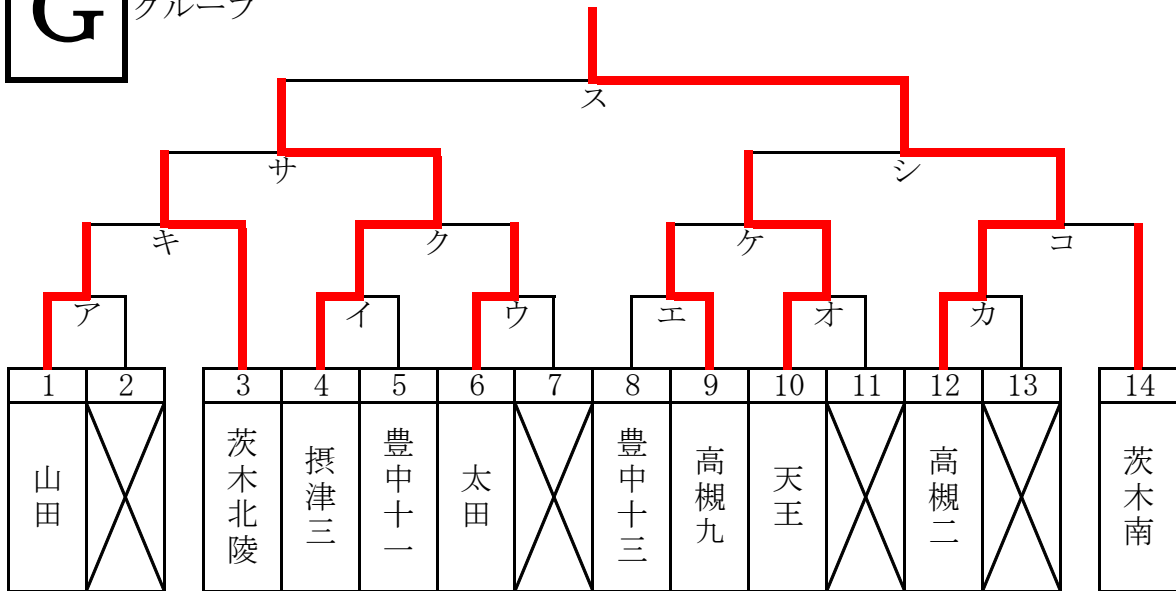 G グループ
ス
サ シ
キ ク ケ コ
ア イ ウ エ オ カ
1 2 3 4 5 6 7 8 9 10 11 12 13 14
山田
茨木北陵
摂津三
豊中十一
太田
豊中十三
高槻九
天王
高槻二
茨木南